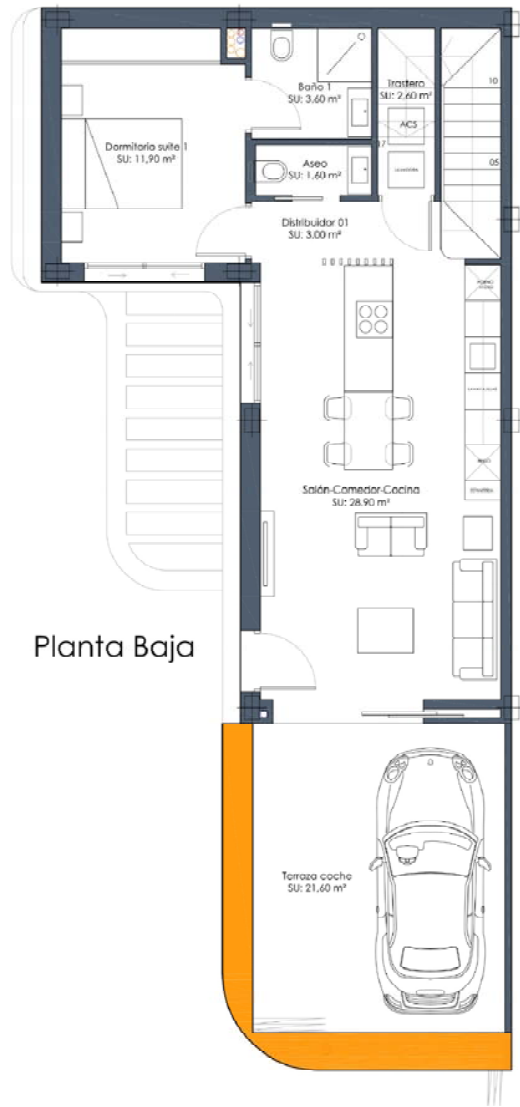 Baño 1
SU: 3,60 m²
Trastero
SU: 2,60 m²
ACS
10
Dormitorio suite 1
SU: 11,90 m²
17
Aseo
SU: 1,60 m²
05
Distribuidor 01
SU: 3.00 m²
Salón-Comedor-Cocina
SU: 28.90 m²
Planta Baja
Terraza coche
SU: 21,60 m²